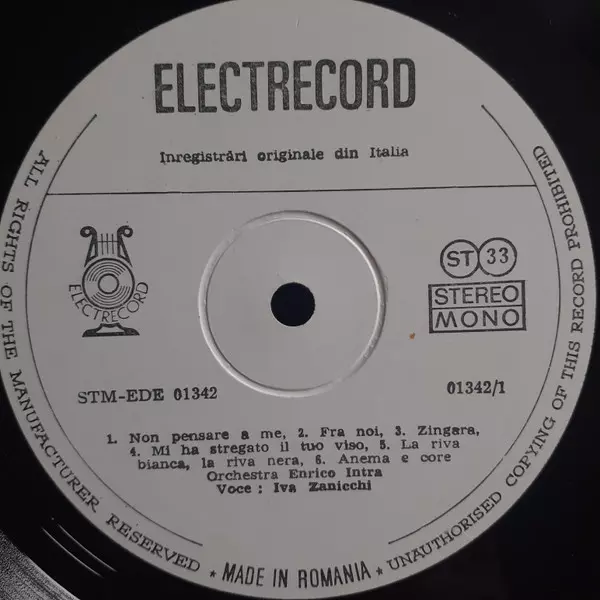 ELECTRECORD
Inregistrări originale din Italia
ELECTRECORD
ST 33
STEREO
MONO
STM-EDE 01342
01342/1
1. Non pensare a me, 2. Fra noi, 3. Zingara,
4. Mi ha stregato il tuo viso, 5. La riva
bianca, la riva nera, 6. Anema e core
Orchestra Enrico Intra
Voce : Iva Zanicchi
ALL RIGHTS OF THE MANUFACTURER RESERVED * MADE IN ROMANIA * UNAUTHORISED COPYING OF THIS RECORD PROHIBITED